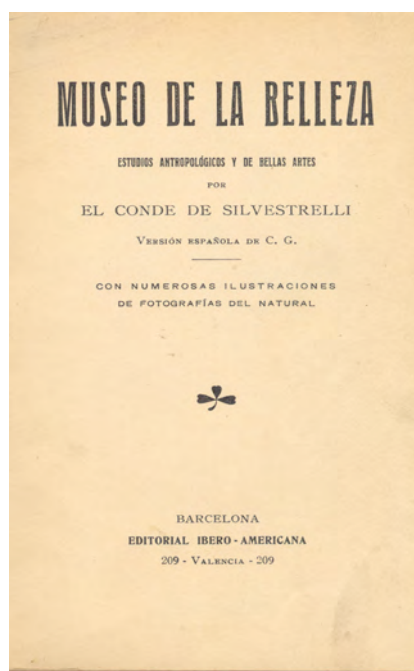 MUSEO DE LA BELLEZA
ESTUDIOS ANTROPOLÓGICOS Y DE BELLAS ARTES
POR
EL CONDE DE SILVESTRELLI
VERSIÓN ESPAÑOLA DE C. G.
CON NUMEROSAS ILUSTRACIONES
DE FOTOGRAFÍAS DEL NATURAL
BARCELONA
EDITORIAL IBERO-AMERICANA
209 - VALENCIA - 209